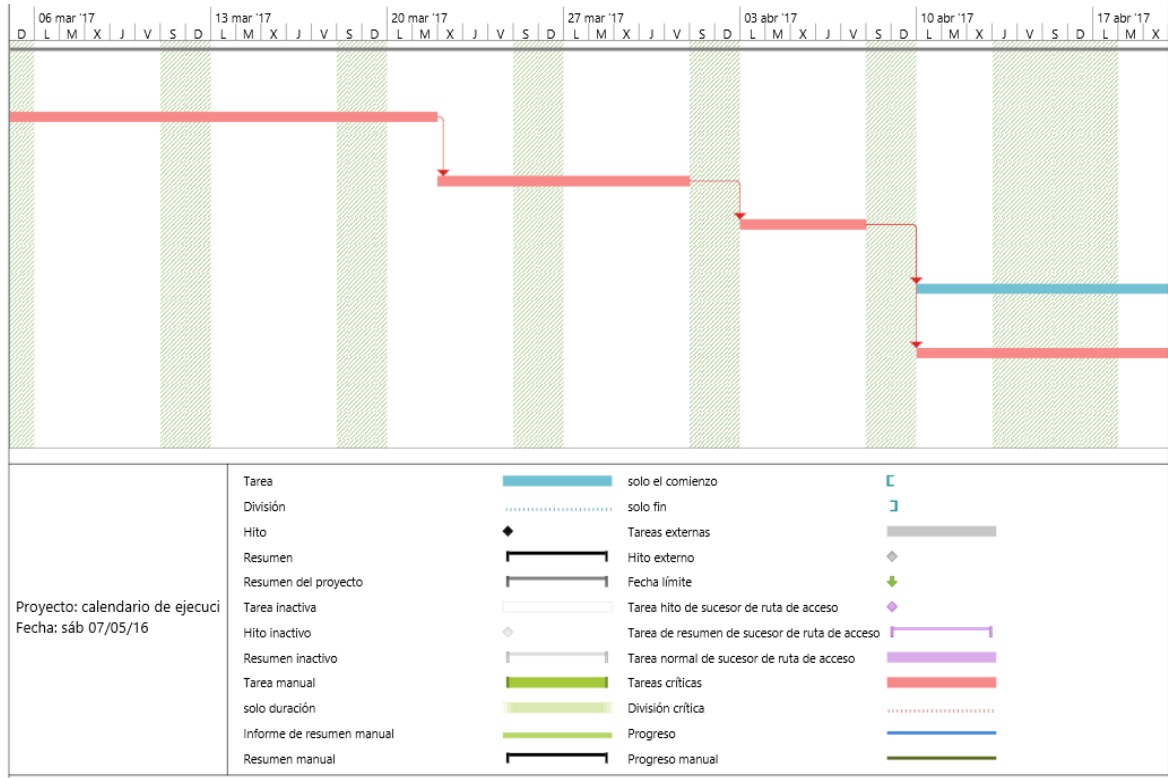 06 mar '17 13 mar '17 20 mar '17 27 mar '17 03 abr '17 10 abr '17 17 abr '17
D L M X J V S D L M X J V S D L M X J V S D L M X J V S D L M X J V S D L M X J V S D L M X
Tarea solo el comienzo
División solo fin
Hito Tareas externas
Resumen Hito externo
Resumen del proyecto Fecha límite
Proyecto: calendario de ejecuci Tarea inactiva Tarea hito de sucesor de ruta de acceso
Fecha: sáb 07/05/16 Hito inactivo Tarea de resumen de sucesor de ruta de acceso
Resumen inactivo Tarea normal de sucesor de ruta de acceso
Tarea manual Tareas críticas
solo duración División crítica
Informe de resumen manual Progreso
Resumen manual Progreso manual